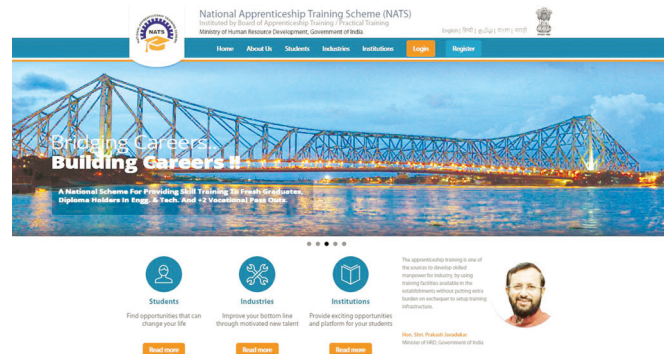 National Apprenticeship Training Scheme (NATS)
Instituted by Board of Apprenticeship Training / Practical Training
Ministry of Human Resource Development, Government of India
English | हिन्दी | தமிழ் | বাংলা | मराठी
NATS
Home About Us Students Industries Institutions Login Register
Bridging Careers..
Building Careers !!
A National Scheme For Providing Skill Training To Fresh Graduates,
Diploma Holders In Engg. & Tech. And +2 Vocational Pass Outs.
Students
Find opportunities that can
change your life
Read more
Industries
Improve your bottom line
through motivated new talent
Read more
Institutions
Provide exciting opportunities
and platform for your students
Read more
The apprenticeship training is one of
the sources to develop skilled
manpower for industry, by using
training facilities available in the
establishments without putting extra
burden on exchequer to setup training
infrastructure.
Hon. Shri. Prakash Javadekar
Minister of HRD, Government of India